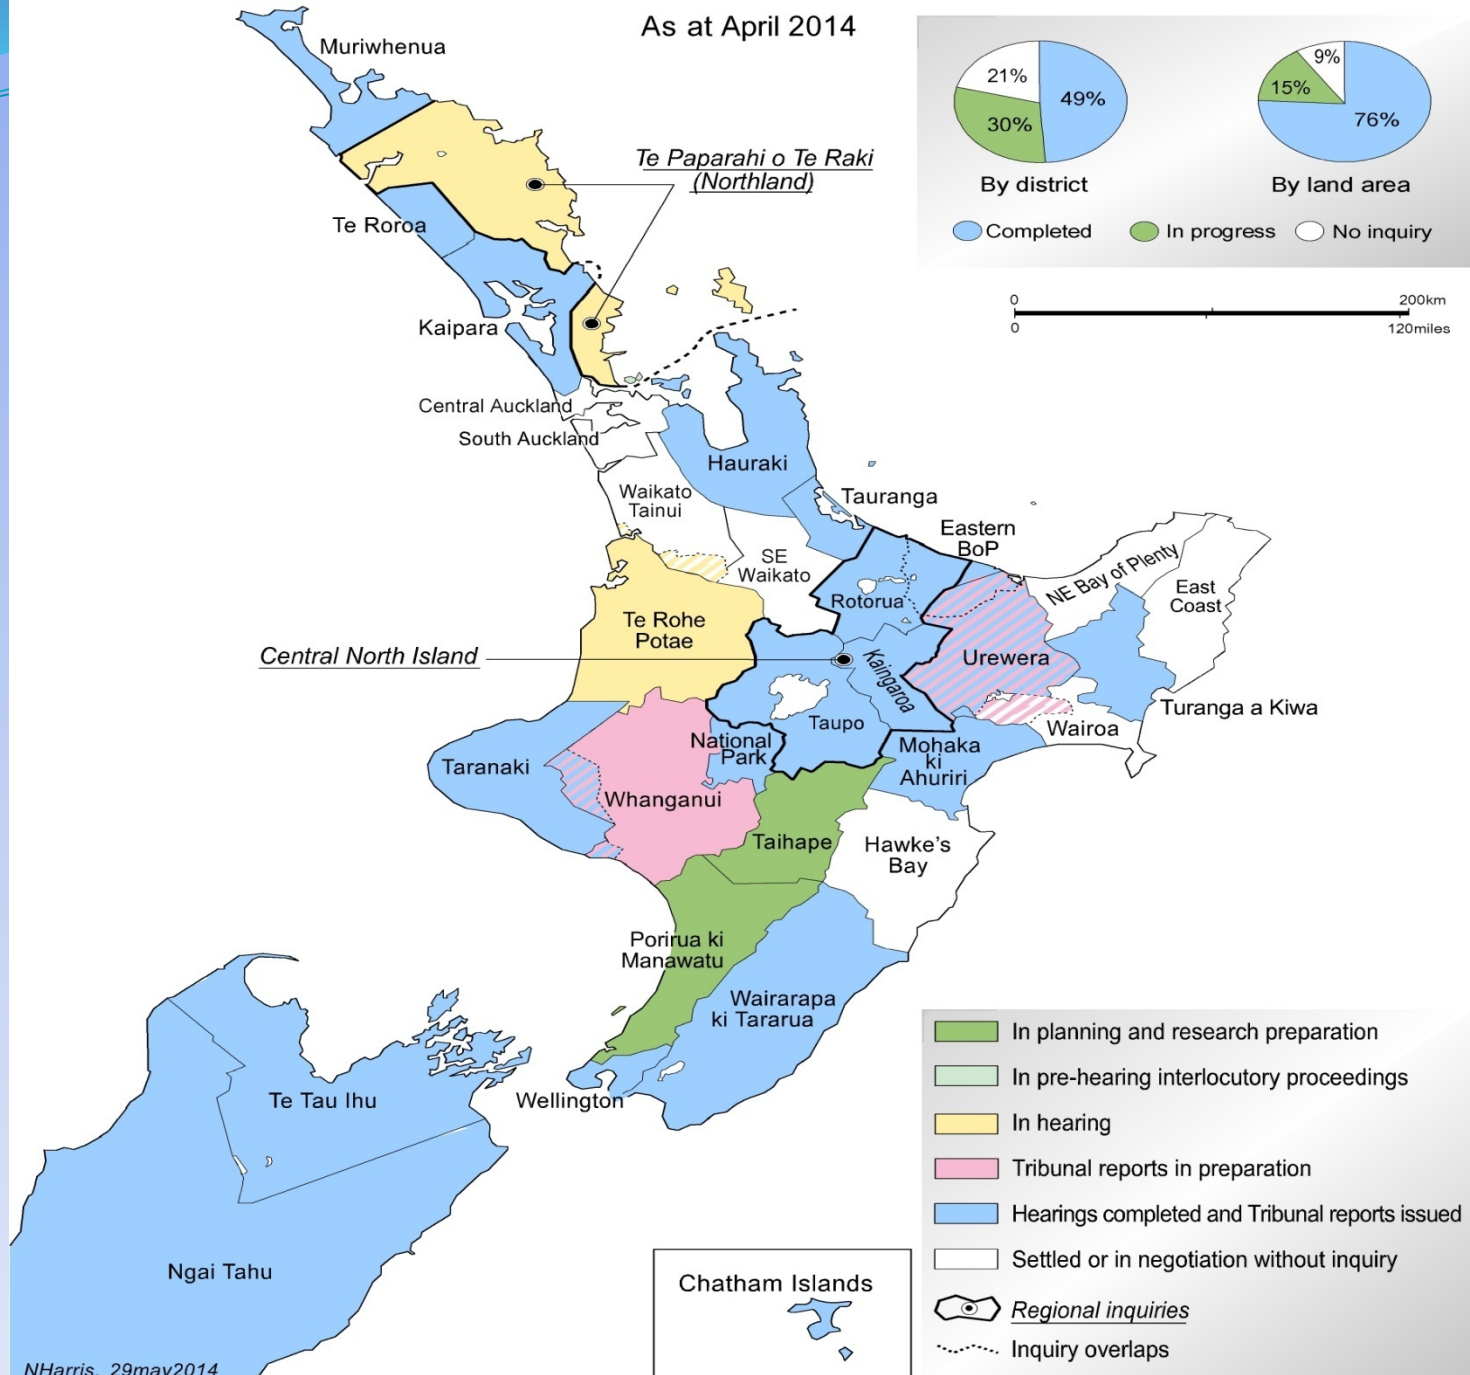 As at April 2014
21%
49%
30%
By district
9%
15%
76%
By land area
Completed
In progress
No inquiry
0
200km
0
120miles
Muriwhenua
Te Paparahi o Te Raki
(Northland)
Te Roroa
Kaipara
Central Auckland
South Auckland
Hauraki
Waikato
Tainui
Tauranga
Eastern
BoP
SE
Waikato
NE Bay of Plenty
East
Coast
Rotorua
Te Rohe
Potae
Central North Island
Kaingaroa
Urewera
Turanga a Kiwa
Taupo
Wairoa
National
Park
Mohaka
ki
Ahuriri
Taranaki
Whanganui
Taihape
Hawke's
Bay
Porirua ki
Manawatu
Wairarapa
ki Tararua
Te Tau Ihu
Wellington
Ngai Tahu
Chatham Islands
NHarris, 29may2014
In planning and research preparation
In pre-hearing interlocutory proceedings
In hearing
Tribunal reports in preparation
Hearings completed and Tribunal reports issued
Settled or in negotiation without inquiry
Regional inquiries
Inquiry overlaps